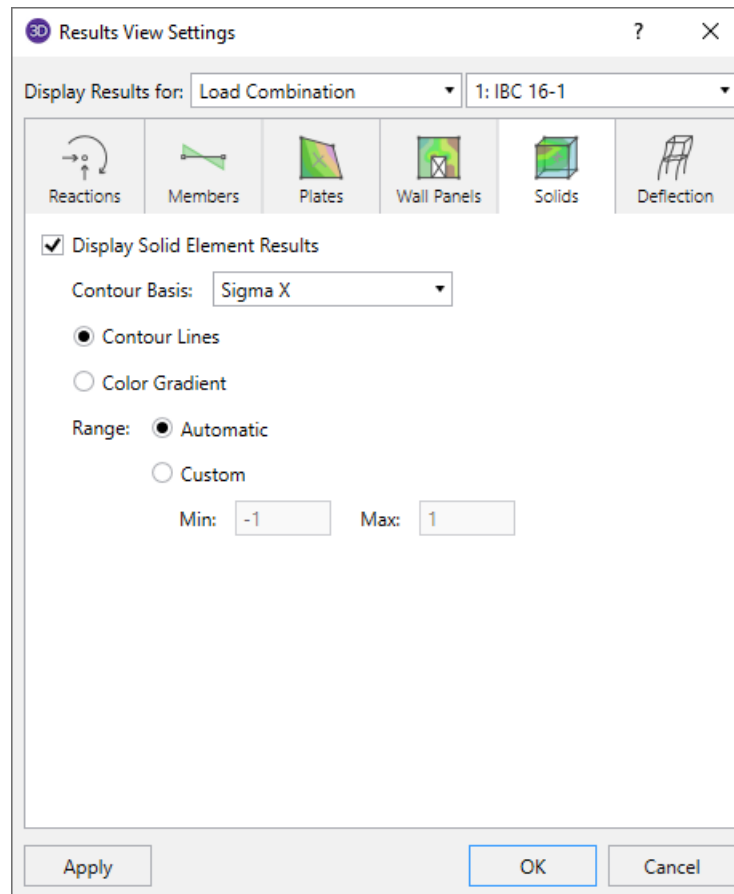 3D Results View Settings ? X
Display Results for: Load Combination 1: IBC 16-1
Reactions Members Plates Wall Panels Solids Deflection
Display Solid Element Results
Contour Basis: Sigma X
Contour Lines
Color Gradient
Range: Automatic
Custom
Min: -1 Max: 1
Apply OK Cancel